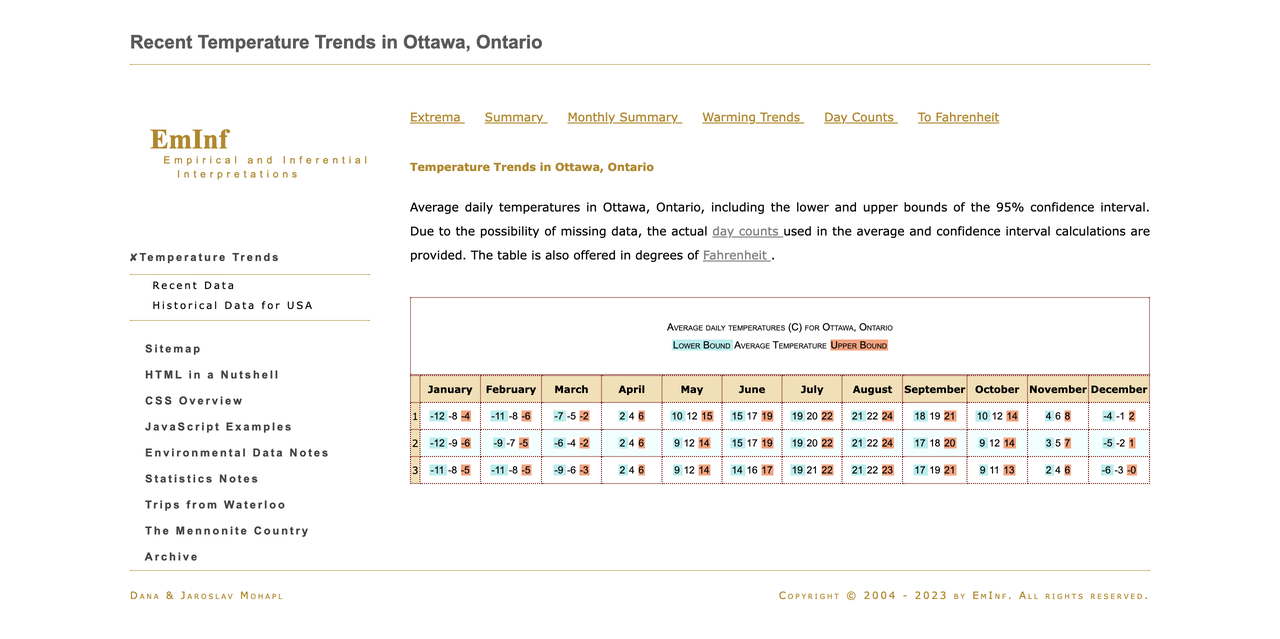 Recent Temperature Trends in Ottawa, Ontario
EmInf
Empirical and Inferential
Interpretations
✘Temperature Trends
Recent Data
Historical Data for USA
Sitemap
HTML in a Nutshell
CSS Overview
JavaScript Examples
Environmental Data Notes
Statistics Notes
Trips from Waterloo
The Mennonite Country
Archive
Extrema Summary Monthly Summary Warming Trends Day Counts To Fahrenheit
Temperature Trends in Ottawa, Ontario
Average daily temperatures in Ottawa, Ontario, including the lower and upper bounds of the 95% confidence interval.
Due to the possibility of missing data, the actual day counts used in the average and confidence interval calculations are
provided. The table is also offered in degrees of Fahrenheit .
Average daily temperatures (C) for Ottawa, Ontario
Lower Bound Average Temperature Upper Bound
January February March April May June July August September October November December
1 -12 -8 -4 -11 -8 -6 -7 -5 -2 2 4 6 10 12 15 15 17 19 19 20 22 21 22 24 18 19 21 10 12 14 4 6 8 -4 -1 2
2 -12 -9 -6 -9 -7 -5 -6 -4 -2 2 4 6 9 12 14 15 17 19 19 20 22 21 22 24 17 18 20 9 12 14 3 5 7 -5 -2 1
3 -11 -8 -5 -11 -8 -5 -9 -6 -3 2 4 6 9 12 14 14 16 17 19 21 22 21 22 23 17 19 21 9 11 13 2 4 6 -6 -3 -0
Dana & Jaroslav Mohapl
Copyright © 2004 - 2023 by EmInf. All rights reserved.